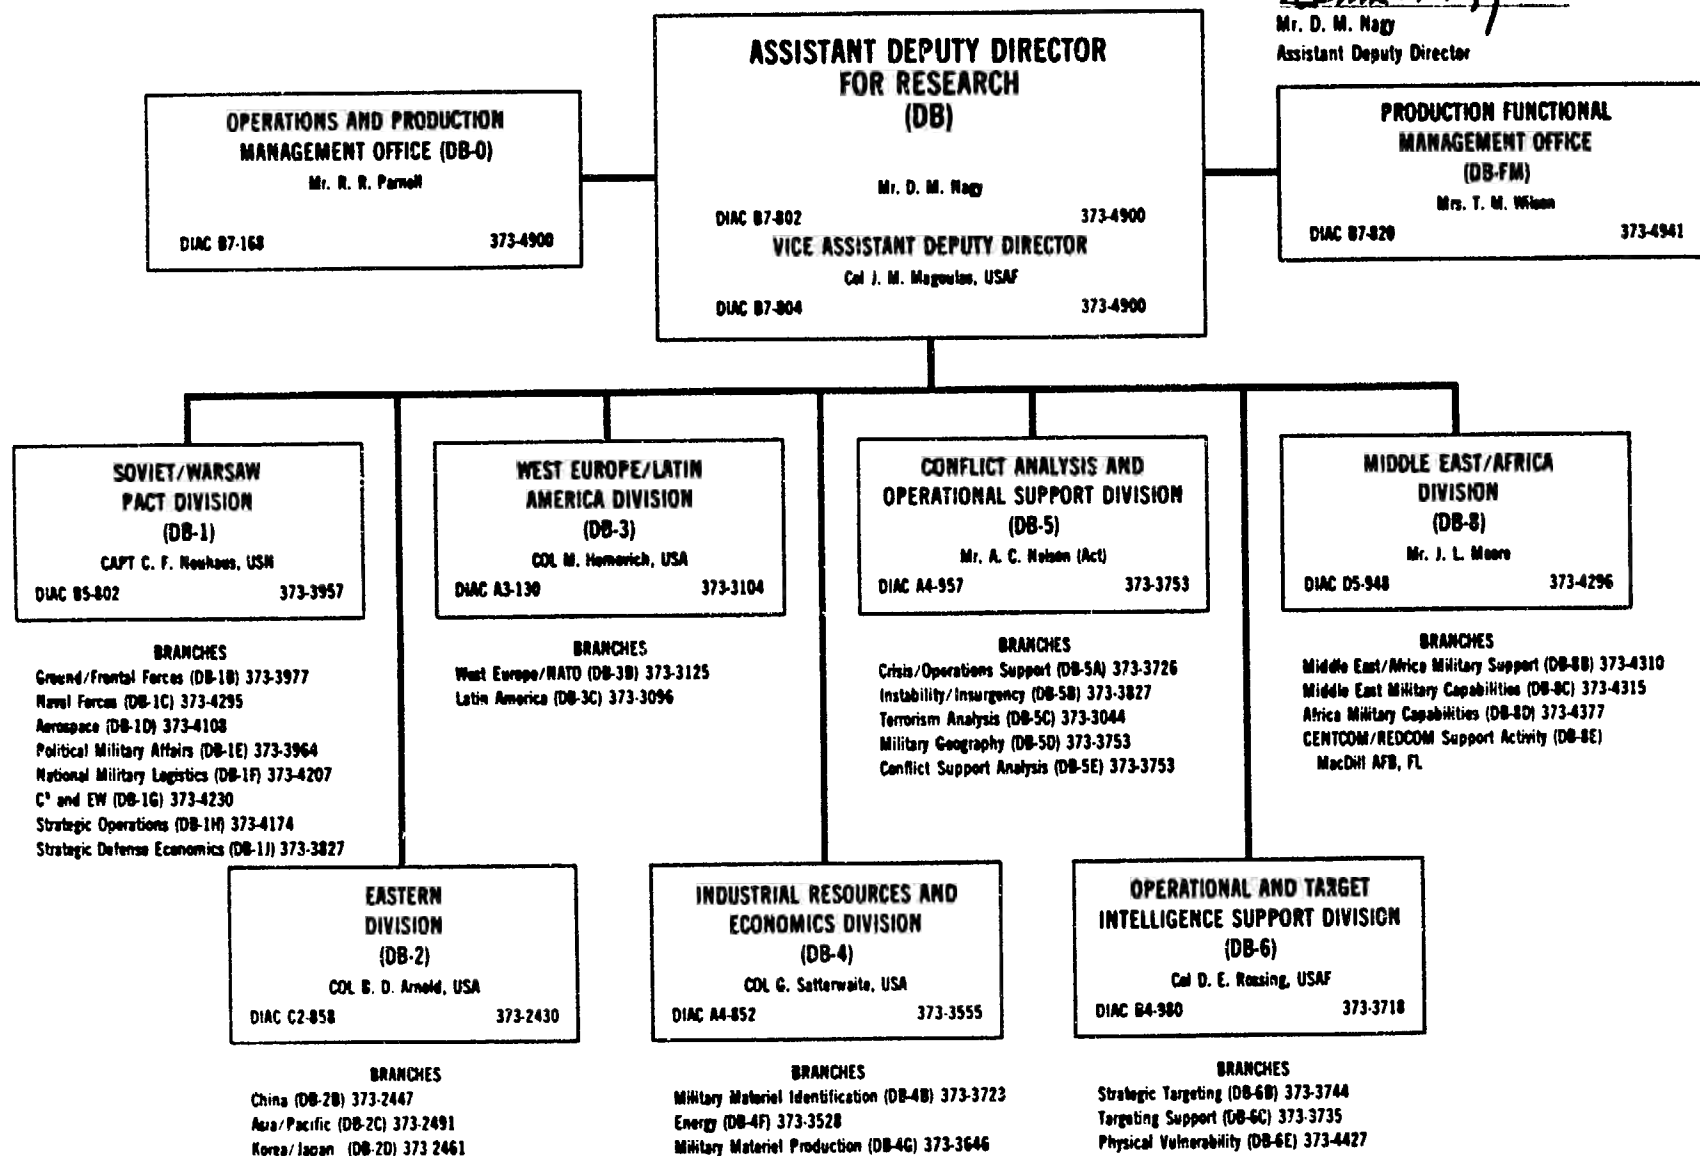 Mr. D. M. Nagy
Assistant Deputy Director
ASSISTANT DEPUTY DIRECTOR
FOR RESEARCH
(DB)
Mr. D. M. Nagy
DIAC B7-802 373-4900
VICE ASSISTANT DEPUTY DIRECTOR
Col J. M. Magoulas, USAF
DIAC B7-804 373-4900
OPERATIONS AND PRODUCTION
MANAGEMENT OFFICE (DB-O)
Mr. R. R. Parnell
DIAC B7-168 373-4900
PRODUCTION FUNCTIONAL
MANAGEMENT OFFICE
(DB-FM)
Mrs. T. M. Wilson
DIAC B7-820 373-4941
SOVIET/WARSAW
PACT DIVISION
(DB-1)
CAPT C. F. Neuhaus, USN
DIAC B5-802 373-3957
BRANCHES
Ground/Frontal Forces (DB-1B) 373-3977
Naval Forces (DB-1C) 373-4295
Aerospace (DB-1D) 373-4108
Political Military Affairs (DB-1E) 373-3964
National Military Logistics (DB-1F) 373-4207
C³ and EW (DB-1G) 373-4230
Strategic Operations (DB-1H) 373-4174
Strategic Defense Economics (DB-1J) 373-3827
WEST EUROPE/LATIN
AMERICA DIVISION
(DB-3)
COL M. Hemovich, USA
DIAC A3-130 373-3104
BRANCHES
West Europe/NATO (DB-3B) 373-3125
Latin America (DB-3C) 373-3096
CONFLICT ANALYSIS AND
OPERATIONAL SUPPORT DIVISION
(DB-5)
Mr. A. C. Nelson (Act)
DIAC A4-957 373-3753
BRANCHES
Crisis/Operations Support (DB-5A) 373-3726
Instability/Insurgency (DB-5B) 373-3827
Terrorism Analysis (DB-5C) 373-3044
Military Geography (DB-5D) 373-3753
Conflict Support Analysis (DB-5E) 373-3753
MIDDLE EAST/AFRICA
DIVISION
(DB-8)
Mr. J. L. Moore
DIAC D5-948 373-4296
BRANCHES
Middle East/Africa Military Support (DB-8B) 373-4310
Middle East Military Capabilities (DB-8C) 373-4315
Africa Military Capabilities (DB-8D) 373-4377
CENTCOM/REDCOM Support Activity (DB-8E)
MacDill AFB, FL
EASTERN
DIVISION
(DB-2)
COL B. D. Arnold, USA
DIAC C2-858 373-2430
BRANCHES
China (DB-2B) 373-2447
Asia/Pacific (DB-2C) 373-2491
Korea/Japan (DB-2D) 373 2461
INDUSTRIAL RESOURCES AND
ECONOMICS DIVISION
(DB-4)
COL G. Satterwaite, USA
DIAC A4-852 373-3555
BRANCHES
Military Materiel Identification (DB-4B) 373-3723
Energy (DB-4F) 373-3528
Military Materiel Production (DB-4G) 373-3646
OPERATIONAL AND TARGET
INTELLIGENCE SUPPORT DIVISION
(DB-6)
Col D. E. Rossing, USAF
DIAC B4-980 373-3718
BRANCHES
Strategic Targeting (DB-6B) 373-3744
Targeting Support (DB-6C) 373-3735
Physical Vulnerability (DB-6E) 373-4427